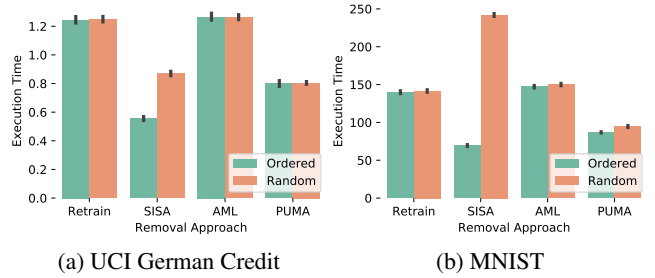 Execution Time
1.2
1.0
0.8
0.6
0.4
0.2
0.0
Ordered
Random
Retrain SISA AML PUMA
Removal Approach
(a) UCI German Credit
Execution Time
250
200
150
100
50
0
Ordered
Random
Retrain SISA AML PUMA
Removal Approach
(b) MNIST